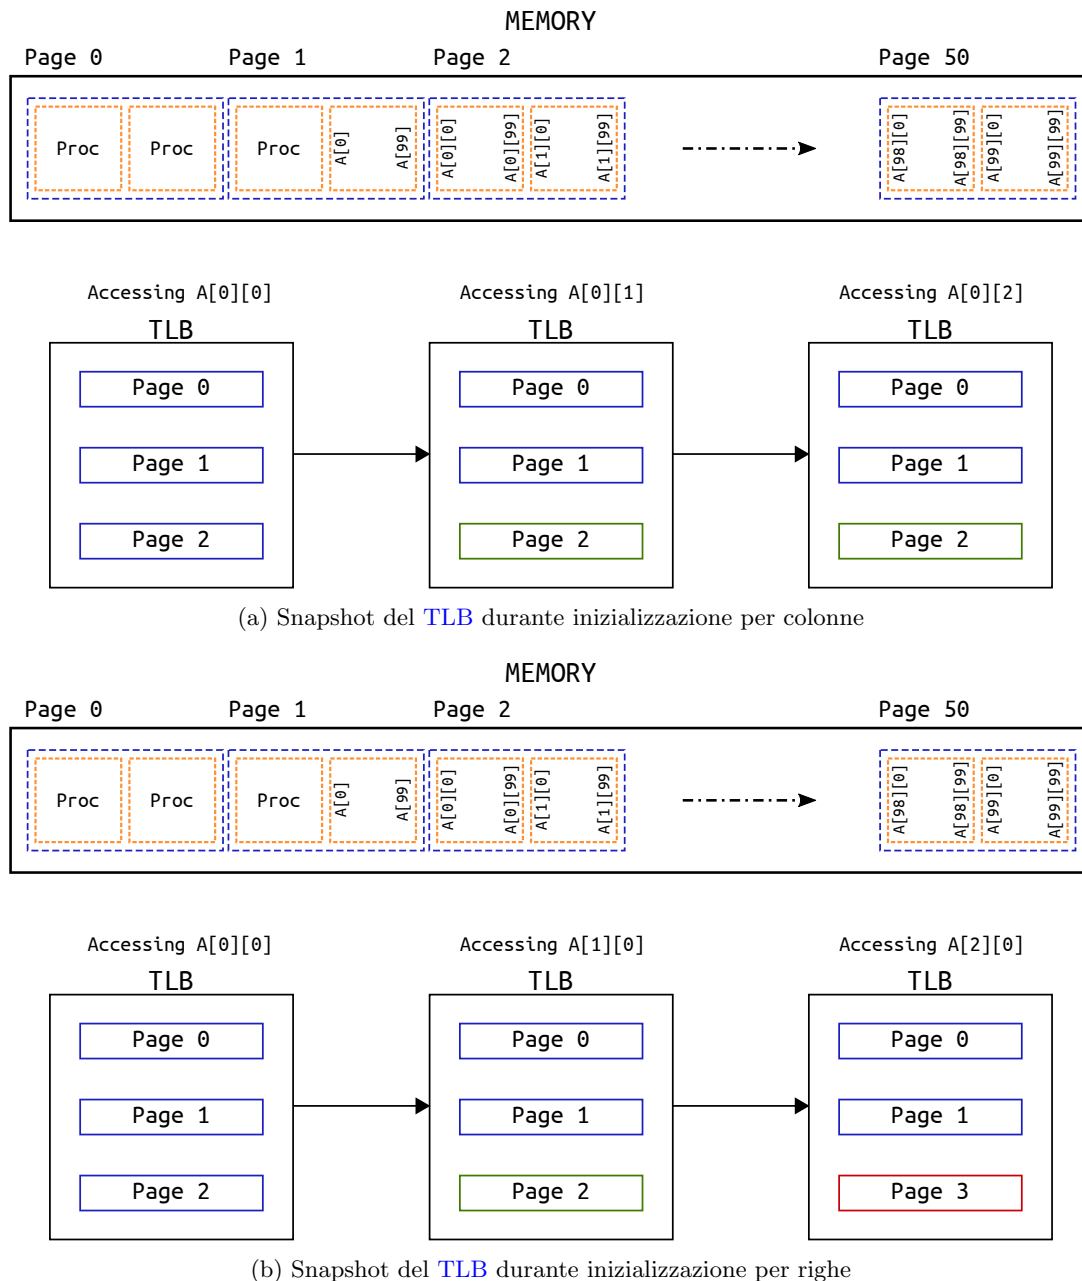 MEMORY
Page 0 Page 1 Page 2 Page 50
Proc Proc Proc A[0] A[99] A[0][0] A[0][99] A[1][0] A[1][99] A[98][0] A[98][99] A[99][0] A[99][99]
Accessing A[0][0] Accessing A[0][1] Accessing A[0][2]
TLB TLB TLB
Page 0 Page 0 Page 0
Page 1 Page 1 Page 1
Page 2 Page 2 Page 2
(a) Snapshot del TLB durante inizializzazione per colonne
MEMORY
Page 0 Page 1 Page 2 Page 50
Proc Proc Proc A[0] A[99] A[0][0] A[0][99] A[1][0] A[1][99] A[98][0] A[98][99] A[99][0] A[99][99]
Accessing A[0][0] Accessing A[1][0] Accessing A[2][0]
TLB TLB TLB
Page 0 Page 0 Page 0
Page 1 Page 1 Page 1
Page 2 Page 2 Page 3
(b) Snapshot del TLB durante inizializzazione per righe